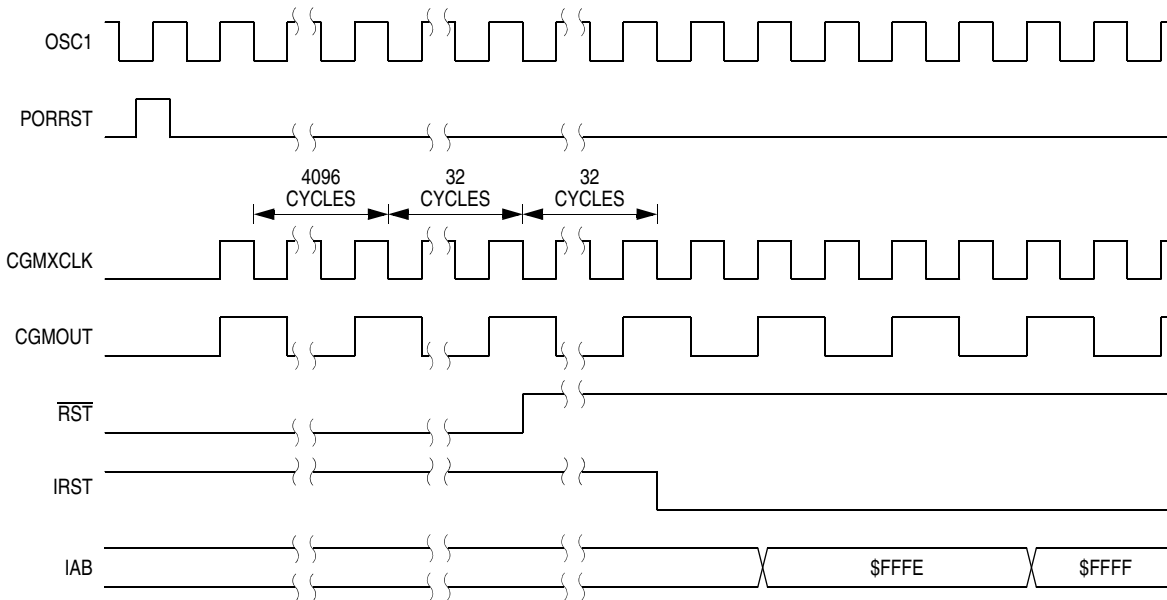 OSC1
PORRST
4096
CYCLES
32
CYCLES
32
CYCLES
CGMXCLK
CGMOUT
RST
IRST
IAB
$FFFE
$FFFF